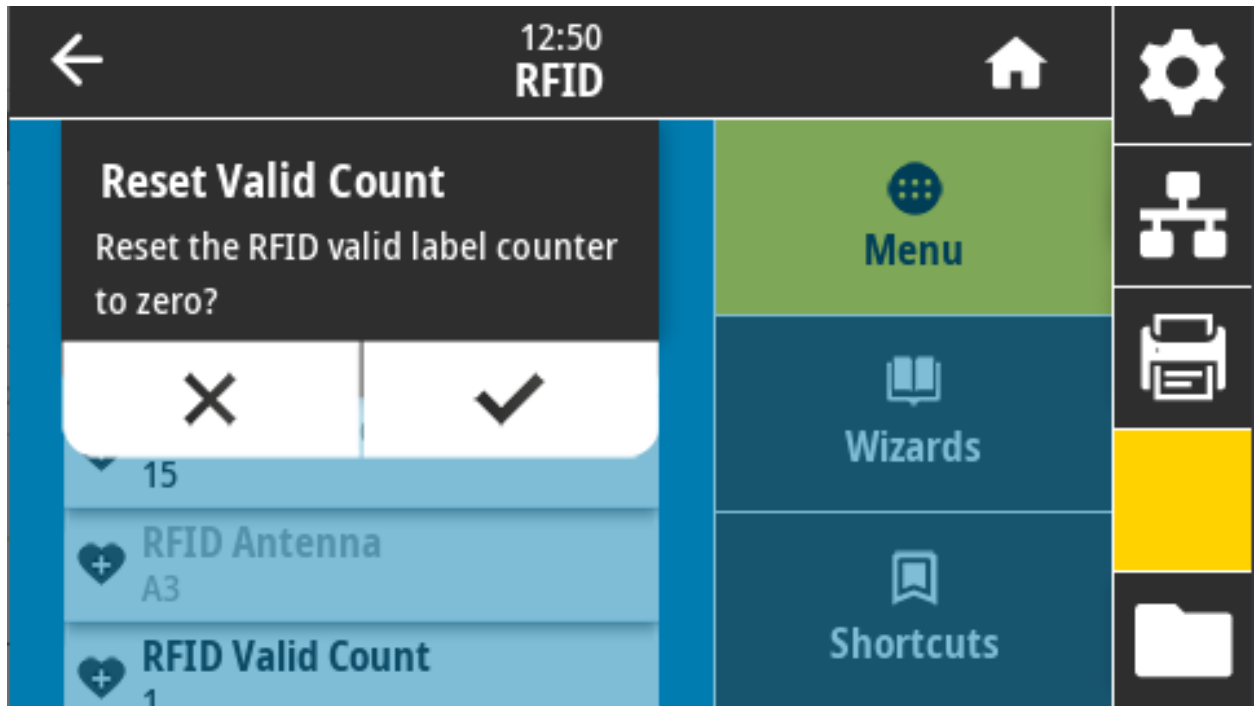 12:50
RFID
Reset Valid Count
Reset the RFID valid label counter
to zero?
15
RFID Antenna
A3
RFID Valid Count
1
Menu
Wizards
Shortcuts